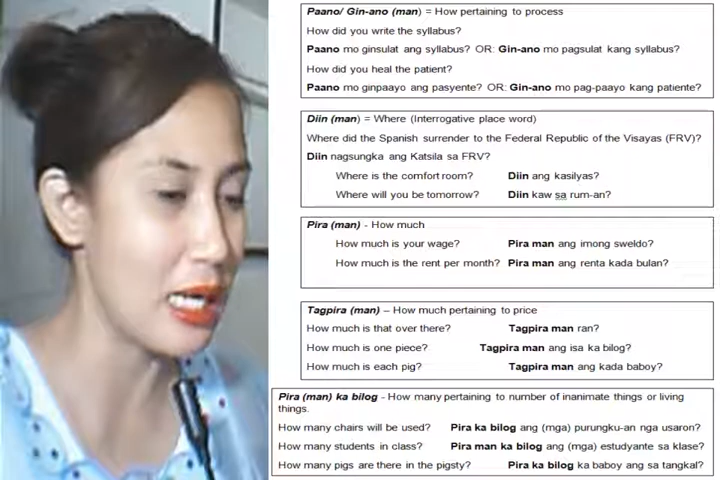 Paano/ Gin-ano (man) = How pertaining to process
How did you write the syllabus?
Paano mo ginsulat ang syllabus? OR: Gin-ano mo pagsulat kang syllabus?
How did you heal the patient?
Paano mo ginpaayo ang pasyente? OR: Gin-ano mo pag-paayo kang patiente?
Diin (man) = Where (Interrogative place word)
Where did the Spanish surrender to the Federal Republic of the Visayas (FRV)?
Diin nagsungka ang Katsila sa FRV?
Where is the comfort room? Diin ang kasilyas?
Where will you be tomorrow? Diin kaw sa rum-an?
Pira (man) - How much
How much is your wage? Pira man ang imong sweldo?
How much is the rent per month? Pira man ang renta kada bulan?
Tagpira (man) – How much pertaining to price
How much is that over there? Tagpira man ran?
How much is one piece? Tagpira man ang isa ka bilog?
How much is each pig? Tagpira man ang kada baboy?
Pira (man) ka bilog - How many pertaining to number of inanimate things or living
things.
How many chairs will be used? Pira ka bilog ang (mga) purungku-an nga usaron?
How many students in class? Pira man ka bilog ang (mga) estudyante sa klase?
How many pigs are there in the pigsty? Pira ka bilog ka baboy ang sa tangkal?